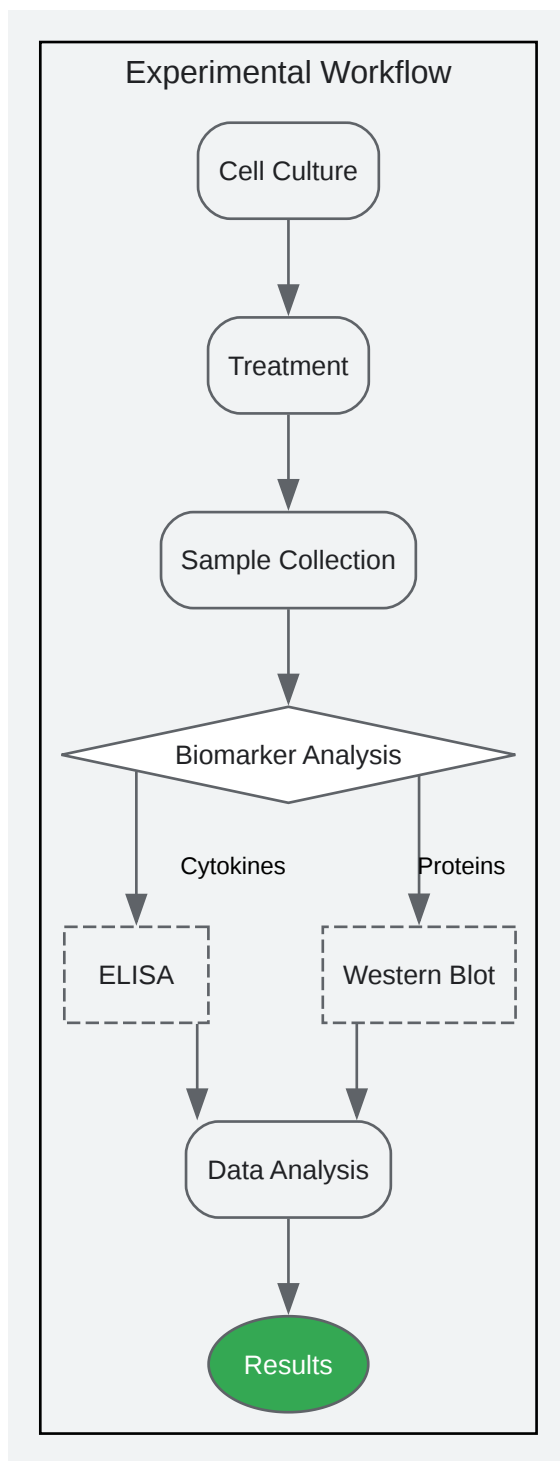 Experimental Workflow
Cell Culture
Treatment
Sample Collection
Biomarker Analysis
Cytokines
Proteins
ELISA
Western Blot
Data Analysis
Results